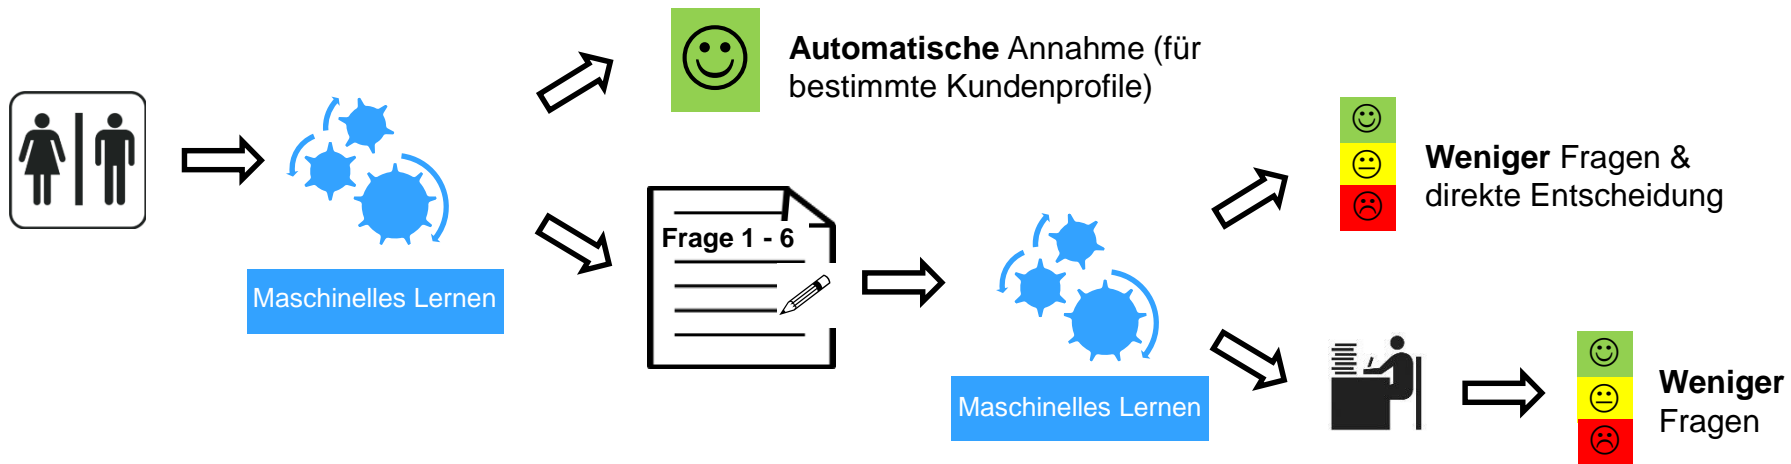 Automatische Annahme (für
bestimmte Kundenprofile)
Maschinelles Lernen
Frage 1 - 6
Maschinelles Lernen
Weniger Fragen &
direkte Entscheidung
Weniger
Fragen